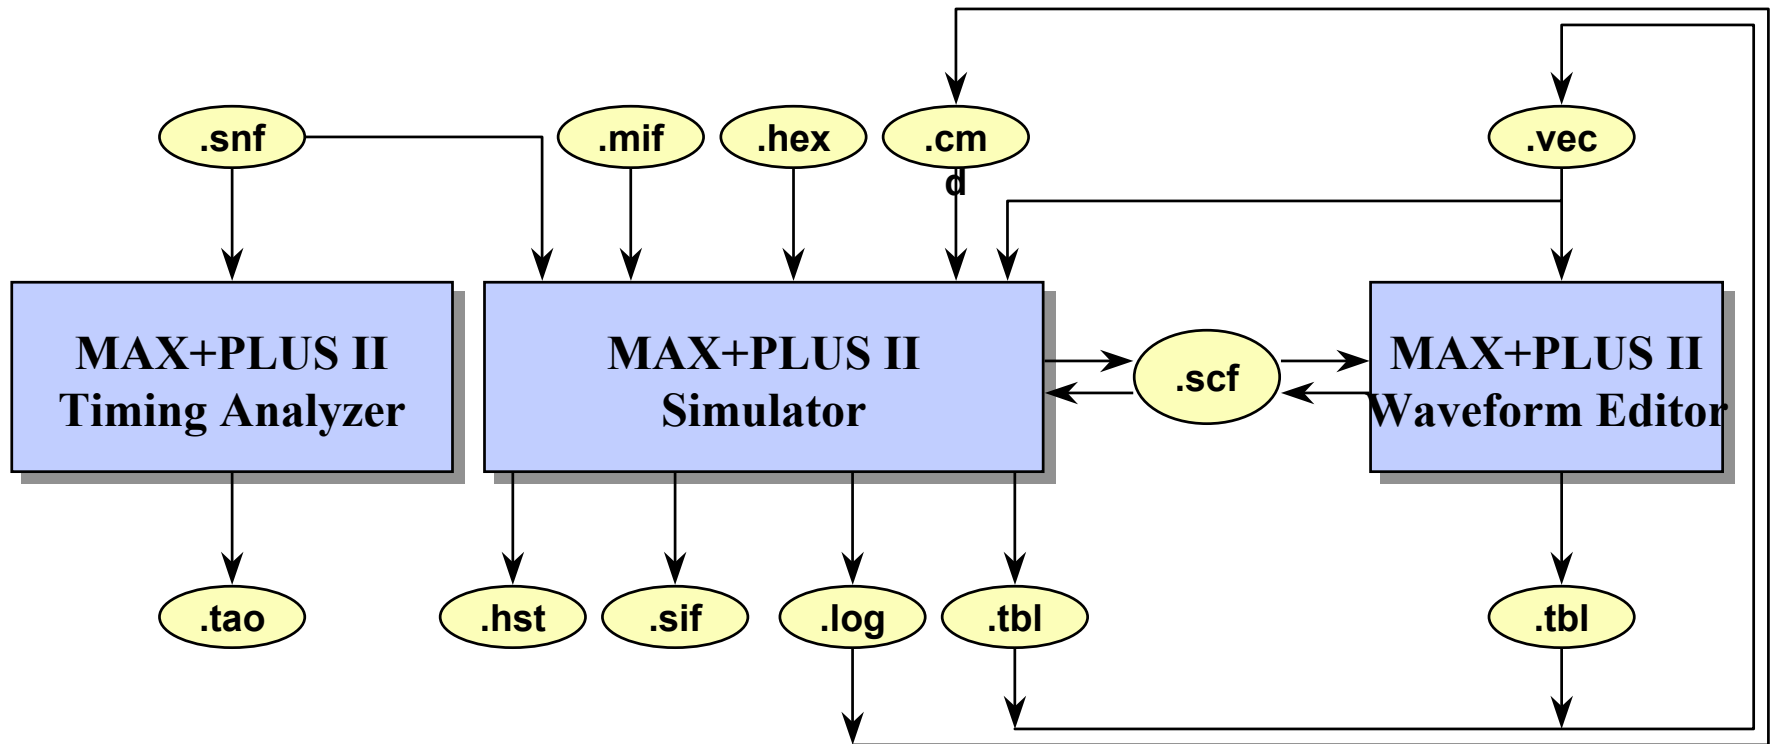 .snf
.mif
.hex
.cm
d
.vec
MAX+PLUS II
Timing Analyzer
MAX+PLUS II
Simulator
.scf
MAX+PLUS II
Waveform Editor
.tao
.hst
.sif
.log
.tbl
.tbl